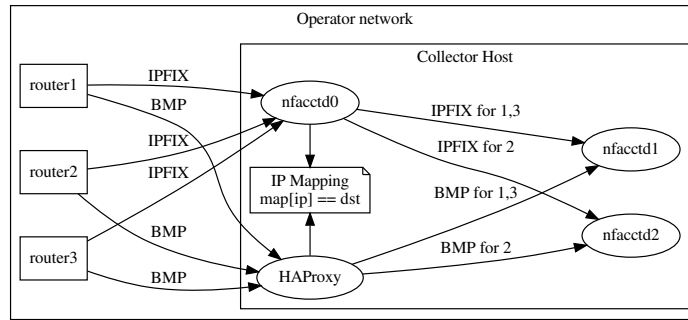 Operator network
Collector Host
router1
IPFIX
BMP
nfacctd0
IPFIX for 1,3
IPFIX for 2
nfacctd1
router2
IPFIX
IPFIX
IP Mapping
map[ip] == dst
BMP for 1,3
BMP
nfacctd2
router3
BMP
HAProxy
BMP for 2